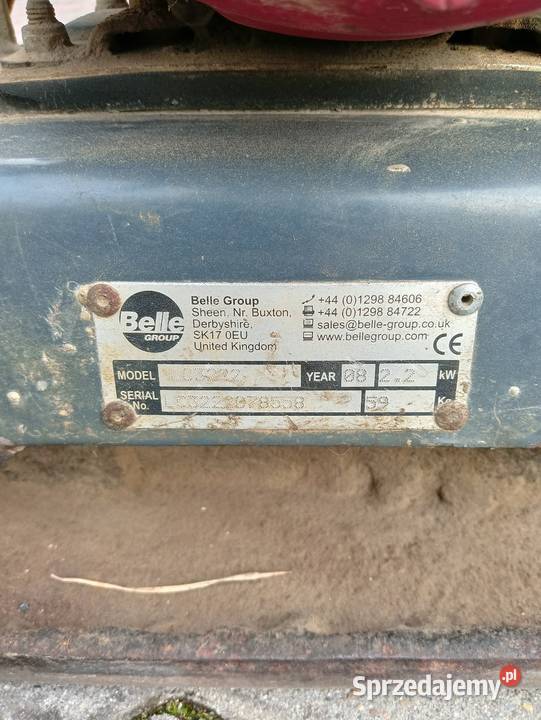 Belle
GROUP
Belle Group
Sheen, Nr. Buxton,
Derbyshire,
SK17 0EU
United Kingdom
+44 (0)1298 84606
+44 (0)1298 84722
sales@belle-group.co.uk
www.bellegroup.com
CE
MODEL
YEAR 08 2.2 kW
SERIAL
No.
59 Kg
Sprzedajemy.pl